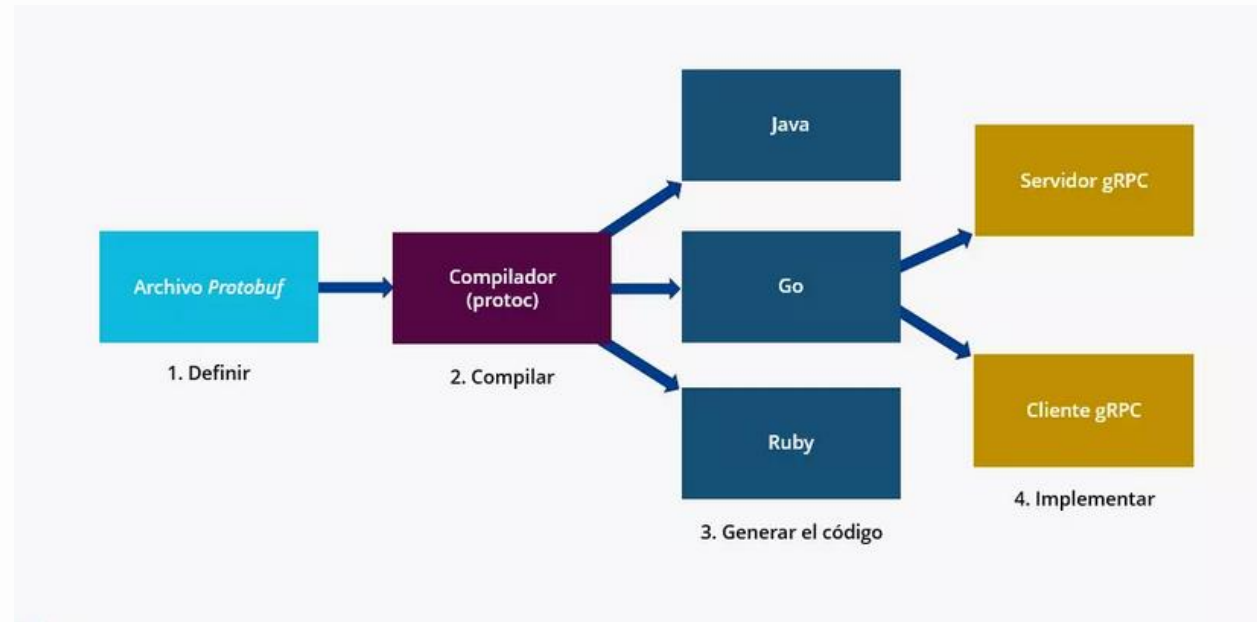 Archivo Protobuf
1. Definir
Compilador
(protoc)
2. Compilar
Java
Go
Ruby
3. Generar el código
Servidor gRPC
Cliente gRPC
4. Implementar